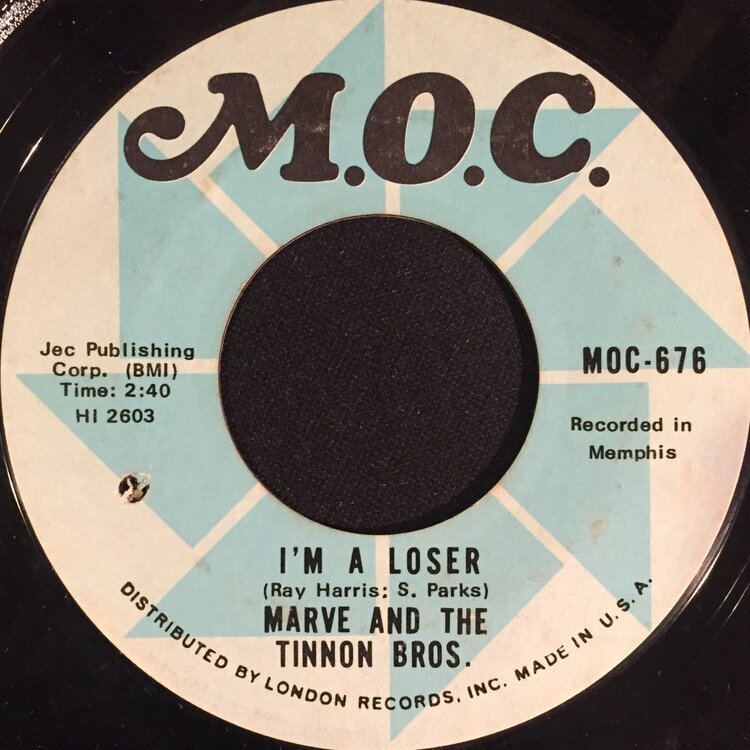 M.O.C.
Jec Publishing
Corp. (BMI)
Time: 2:40
HI 2603
MOC-676
Recorded in
Memphis
I'M A LOSER
(Ray Harris: S. Parks)
MARVE AND THE
TINNON BROS.
DISTRIBUTED BY LONDON RECORDS, INC. MADE IN U.S.A.